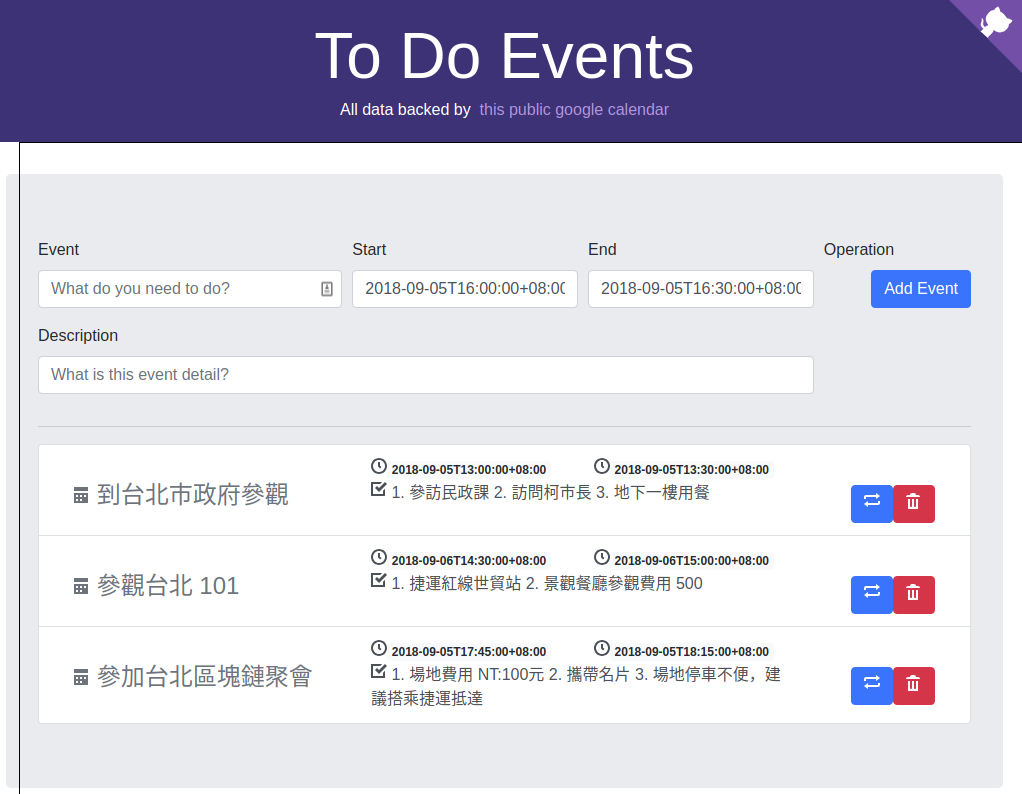 To Do Events
All data backed by this public google calendar
Event Start End Operation
What do you need to do? 2018-09-05T16:00:00+08:00 2018-09-05T16:30:00+08:00 Add Event
Description
What is this event detail?
2018-09-05T13:00:00+08:00 2018-09-05T13:30:00+08:00
到台北市政府參觀 1. 參訪民政課 2. 訪問柯市長 3. 地下一樓用餐
2018-09-06T14:30:00+08:00 2018-09-06T15:00:00+08:00
參觀台北 101 1. 捷運紅線世貿站 2. 景觀餐廳參觀費用 500
2018-09-05T17:45:00+08:00 2018-09-05T18:15:00+08:00
參加台北區塊鏈聚會 1. 場地費用 NT:100元 2. 攜帶名片 3. 場地停車不便，建
議搭乘捷運抵達